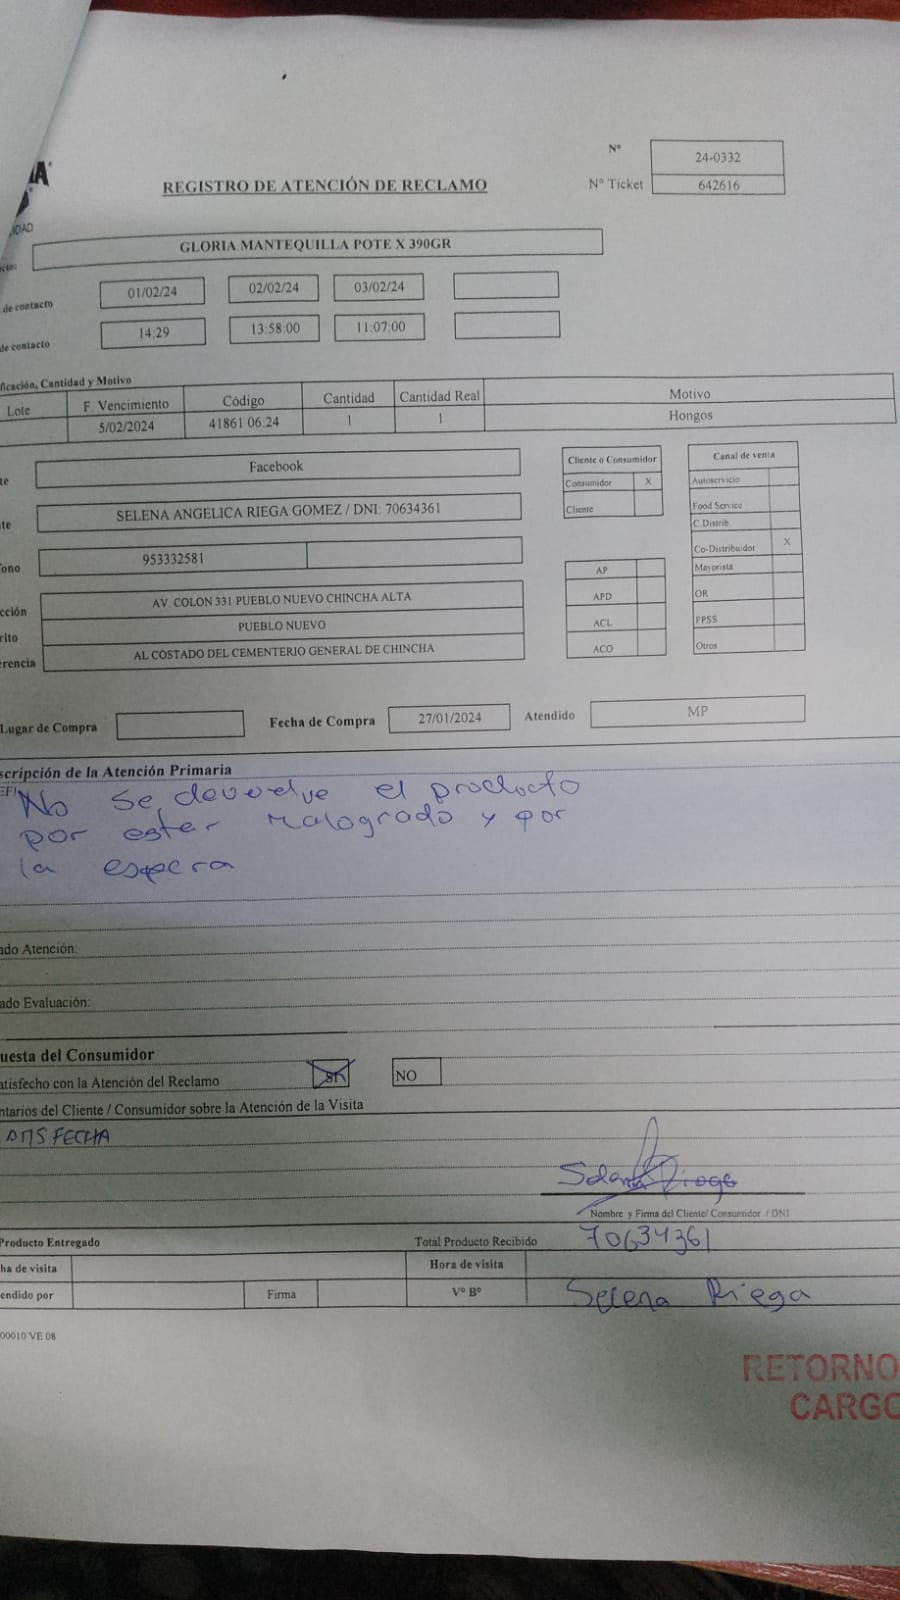 Nº 24-0332
REGISTRO DE ATENCIÓN DE RECLAMO
Nº Ticket 642616
IDAD
cto: GLORIA MANTEQUILLA POTE X 390GR
de contacto 01/02/24 02/02/24 03/02/24
de contacto 14:29 13:58:00 11:07:00
ficación, Cantidad y Motivo
Lote F. Vencimiento Código Cantidad Cantidad Real Motivo
5/02/2024 41861 06:24 1 1 Hongos
te Facebook
Cliente o Consumidor
Consumidor X
Cliente
Canal de venta
Autoservicio
Food Service
C.Distrib.
Co-Distribuidor X
Mayorista
OR
PPSS
Otros
nte SELENA ANGELICA RIEGA GOMEZ / DNI: 70634361
ono 953332581
AP
APD
ACL
ACO
cción AV. COLON 331 PUEBLO NUEVO CHINCHA ALTA
rito PUEBLO NUEVO
rencia AL COSTADO DEL CEMENTERIO GENERAL DE CHINCHA
Lugar de Compra Fecha de Compra 27/01/2024 Atendido MP
scripción de la Atención Primaria
No se devuelve el producto
por estar malogrado y por
la espera
ado Atención:
ado Evaluación:
uesta del Consumidor
atisfecho con la Atención del Reclamo SI NO
ntarios del Cliente / Consumidor sobre la Atención de la Visita
FECHA
Nombre y Firma del Cliente/ Consumidor / DNI
Producto Entregado Total Producto Recibido 70634361
ha de visita Hora de visita
endido por Firma Vº Bº Selena Riega
00010 VE 08
RETORNO
CARGO